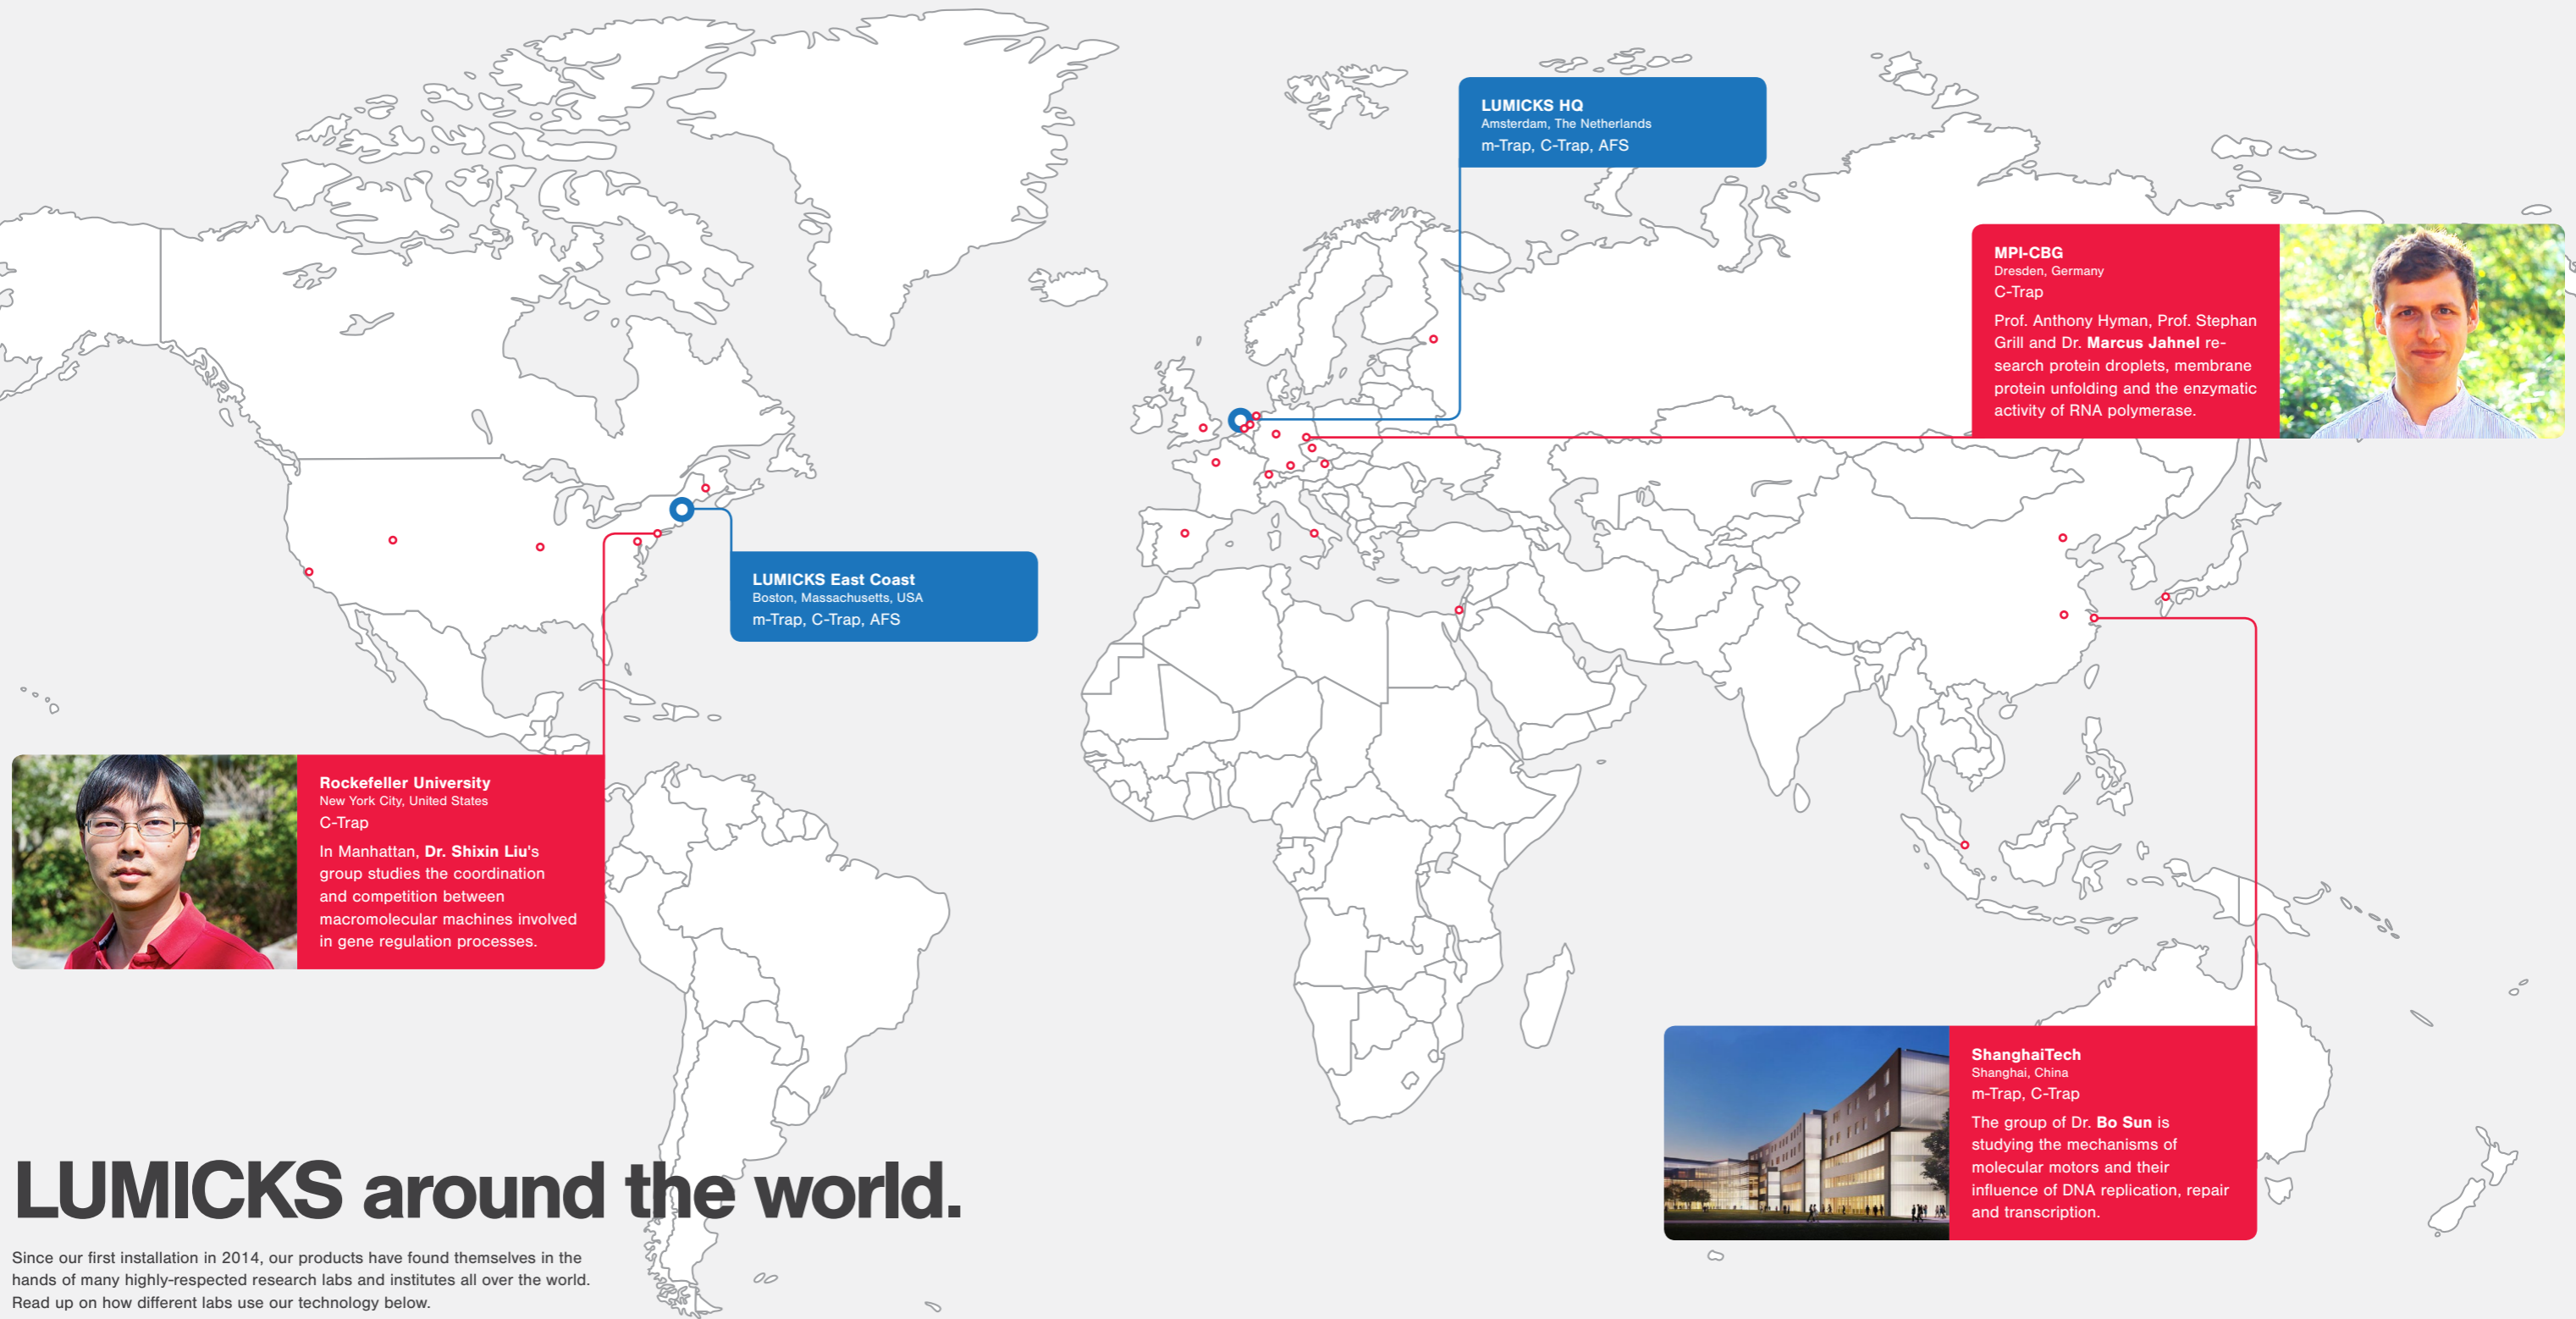 LUMICKS HQ
Amsterdam, The Netherlands
m-Trap, C-Trap, AFS
MPI-CBG
Dresden, Germany
C-Trap
Prof. Anthony Hyman, Prof. Stephan
Grill and Dr. Marcus Jahnel re-
search protein droplets, membrane
protein unfolding and the enzymatic
activity of RNA polymerase.
LUMICKS East Coast
Boston, Massachusetts, USA
m-Trap, C-Trap, AFS
Rockefeller University
New York City, United States
C-Trap
In Manhattan, Dr. Shixin Liu's
group studies the coordination
and competition between
macromolecular machines involved
in gene regulation processes.
ShanghaiTech
Shanghai, China
m-Trap, C-Trap
The group of Dr. Bo Sun is
studying the mechanisms of
molecular motors and their
influence of DNA replication, repair
and transcription.
LUMICKS around the world.
Since our first installation in 2014, our products have found themselves in the
hands of many highly-respected research labs and institutes all over the world.
Read up on how different labs use our technology below.